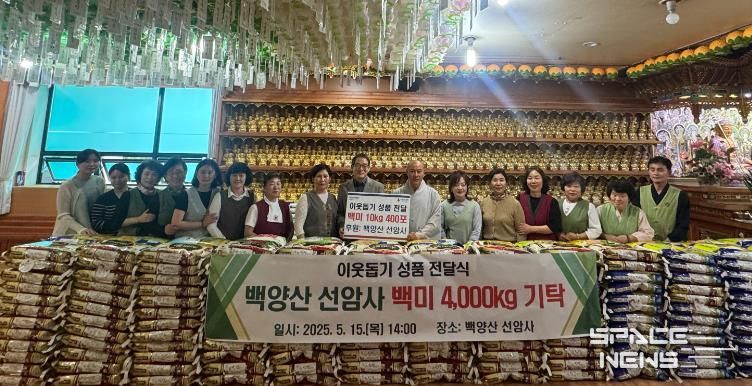 이웃돕기 성품 전달
백미 10kg 400포
후원: 백양산 선암사
이웃돕기 성품 전달식
백양산 선암사 백미 4,000kg 기탁
일시: 2025. 5. 15.(목) 14:00 장소: 백양산 선암사
SPACE
NEWS